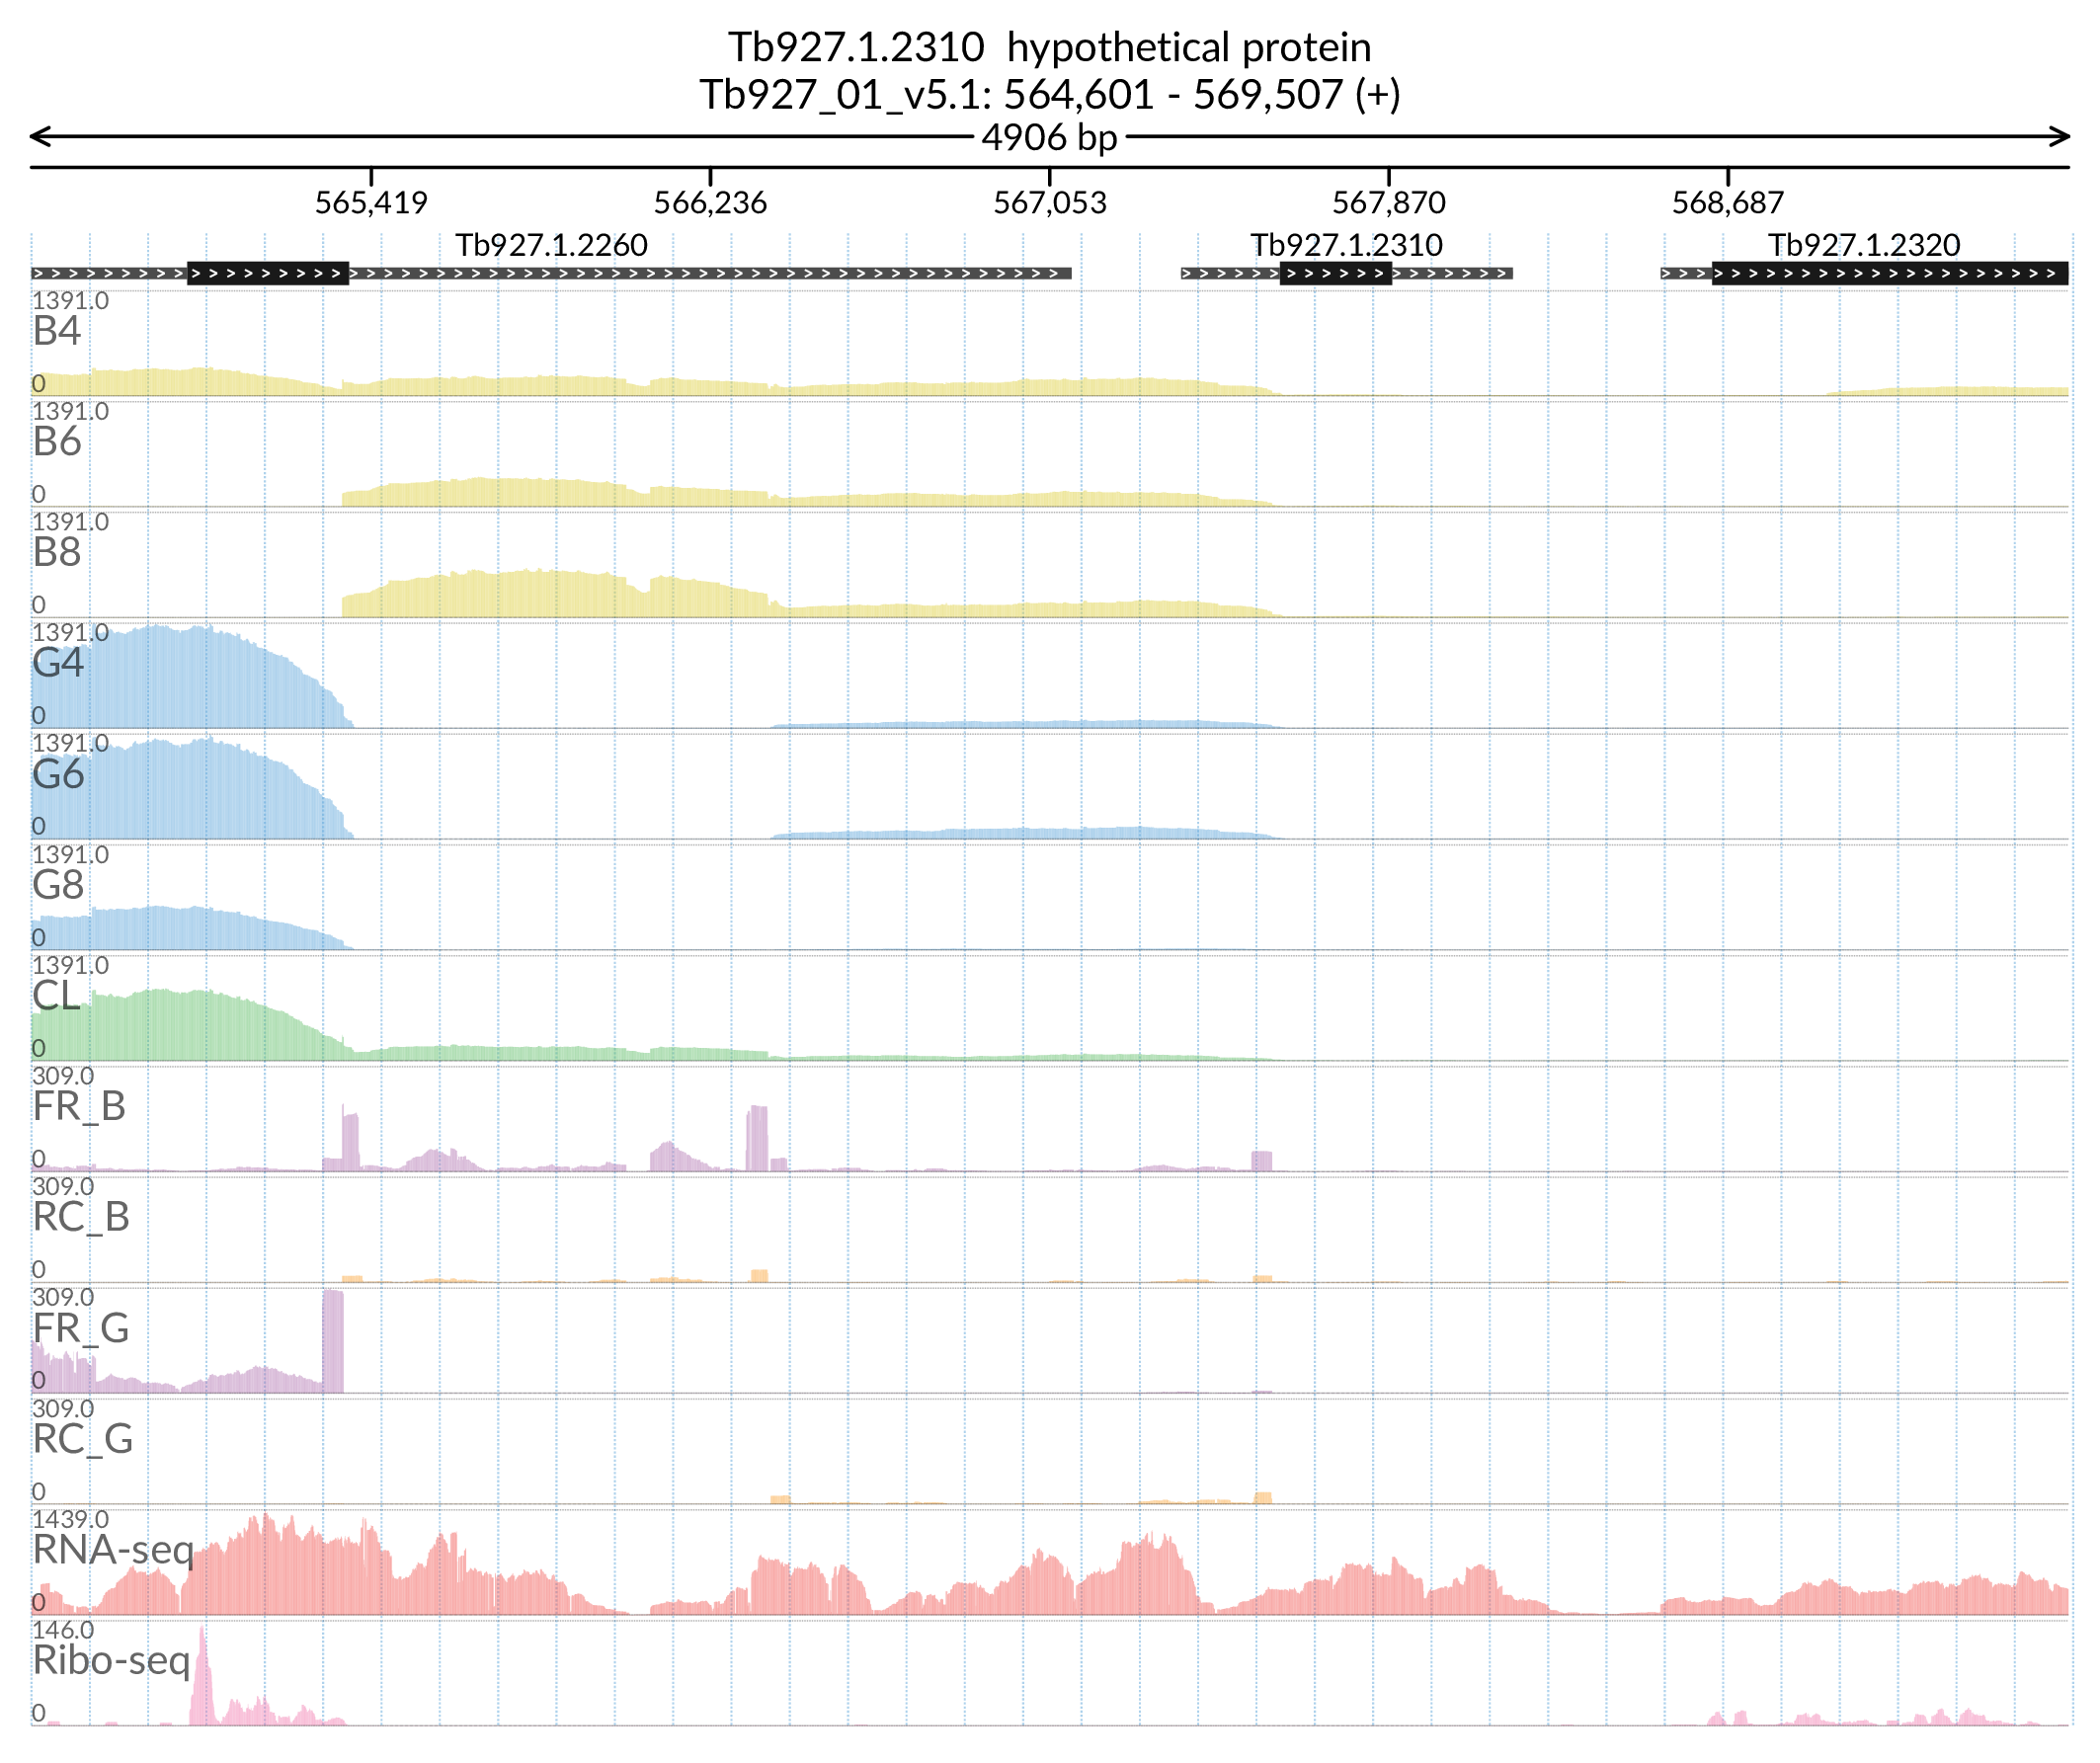 Tb927.1.2310 hypothetical protein
Tb927_01_v5.1: 564,601 - 569,507 (+)
4906 bp
565,419 566,236 567,053 567,870 568,687
Tb927.1.2260 Tb927.1.2310 Tb927.1.2320
1391.0
B4
0
1391.0
B6
0
1391.0
B8
0
1391.0
G4
0
1391.0
G6
0
1391.0
G8
0
1391.0
CL
0
309.0
FR_B
0
309.0
RC_B
0
309.0
FR_G
0
309.0
RC_G
0
1439.0
RNA-seq
0
146.0
Ribo-seq
0